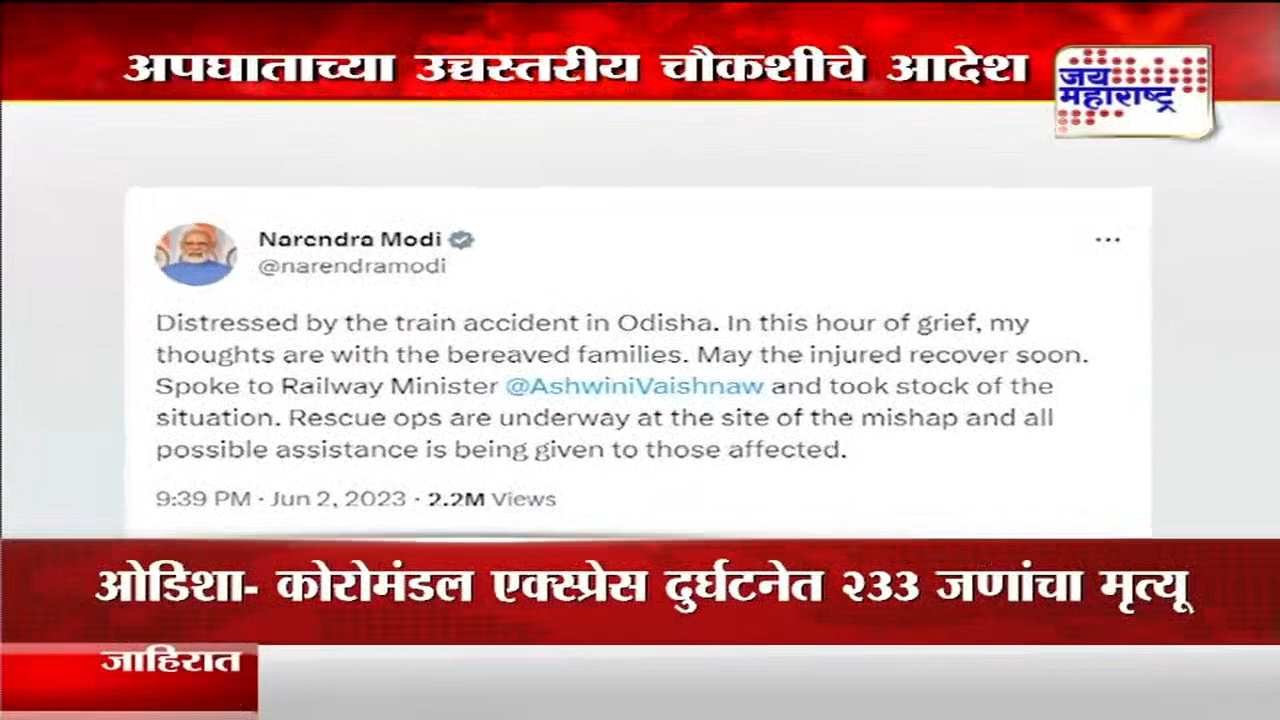 अपघाताच्या उच्चस्तरीय चौकशीचे आदेश
जय
महाराष्ट्र
Narendra Modi
@narendramodi
Distressed by the train accident in Odisha. In this hour of grief, my
thoughts are with the bereaved families. May the injured recover soon.
Spoke to Railway Minister @AshwiniVaishnaw and took stock of the
situation. Rescue ops are underway at the site of the mishap and all
possible assistance is being given to those affected.
9:39 PM · Jun 2, 2023 · 2.2M Views
ओडिशा- कोरोमंडल एक्स्प्रेस दुर्घटनेत २३३ जणांचा मृत्यू
जाहिरात